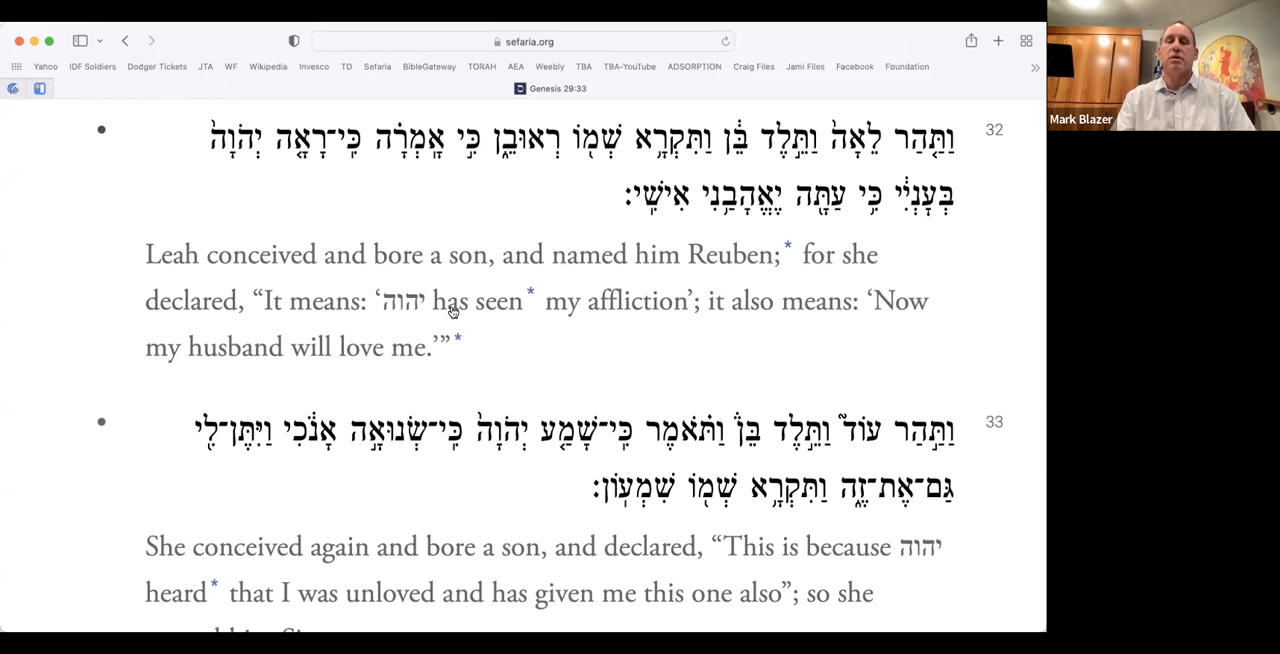 sefaria.org
Yahoo IDF Soldiers Dodger Tickets JTA WF Wikipedia Invesco TD Sefaria BibleGateway TORAH AEA Weebly TBA TBA-YouTube ADSORPTION Craig Files Jami Files Facebook Foundation »
Genesis 29:33
Mark Blazer
32
וַתַּ֤הַר לֵאָה֙ וַתֵּ֣לֶד בֵּ֔ן וַתִּקְרָ֥א שְׁמ֖וֹ רְאוּבֵ֑ן כִּ֣י אָֽמְרָ֗ה כִּֽי־רָאָ֤ה יְהֹוָה֙
בְּעׇנְיִ֔י כִּ֥י עַתָּ֖ה יֶאֱהָבַ֥נִי אִישִֽׁי׃
Leah conceived and bore a son, and named him Reuben;* for she
declared, “It means: ‘יהוה has seen* my affliction’; it also means: ‘Now
my husband will love me.’”*
33
וַתַּ֣הַר עוֹד֮ וַתֵּ֣לֶד בֵּן֒ וַתֹּ֗אמֶר כִּֽי־שָׁמַ֤ע יְהֹוָה֙ כִּֽי־שְׂנוּאָ֣ה אָנֹ֔כִי וַיִּתֶּן־לִ֖י
גַּם־אֶת־זֶ֑ה וַתִּקְרָ֥א שְׁמ֖וֹ שִׁמְעֽוֹן׃
She conceived again and bore a son, and declared, “This is because יהוה
heard* that I was unloved and has given me this one also”; so she